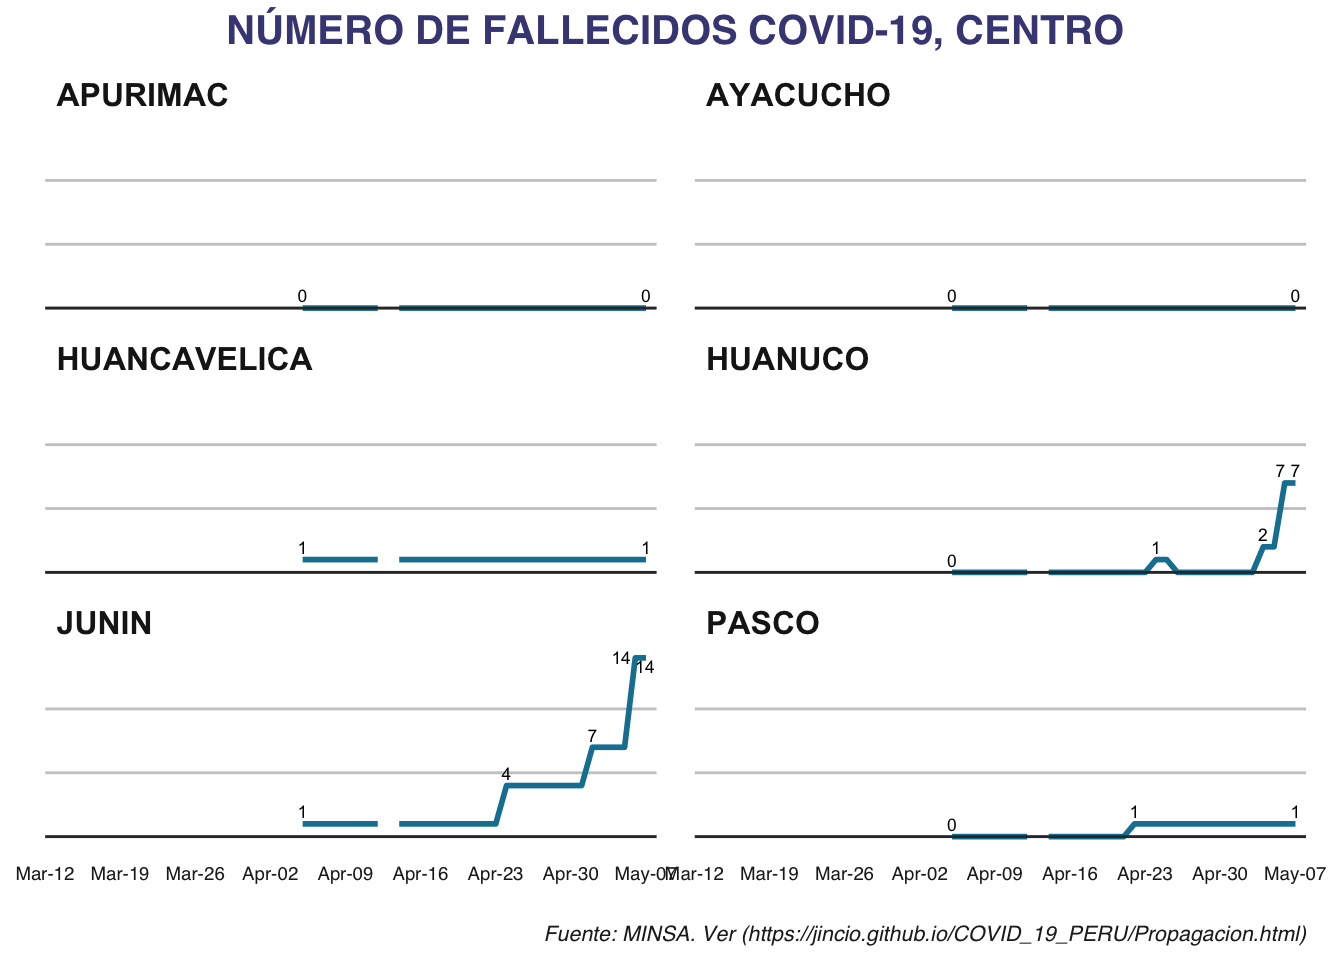 NÚMERO DE FALLECIDOS COVID-19, CENTRO
APURIMAC
0
0
AYACUCHO
0
0
HUANCAVELICA
1
1
HUANUCO
0
1
2
7
7
JUNIN
1
4
7
14
14
PASCO
0
1
1
Mar-12 Mar-19 Mar-26 Apr-02 Apr-09 Apr-16 Apr-23 Apr-30 May-07
Mar-12 Mar-19 Mar-26 Apr-02 Apr-09 Apr-16 Apr-23 Apr-30 May-07
Fuente: MINSA. Ver (https://jincio.github.io/COVID_19_PERU/Propagacion.html)